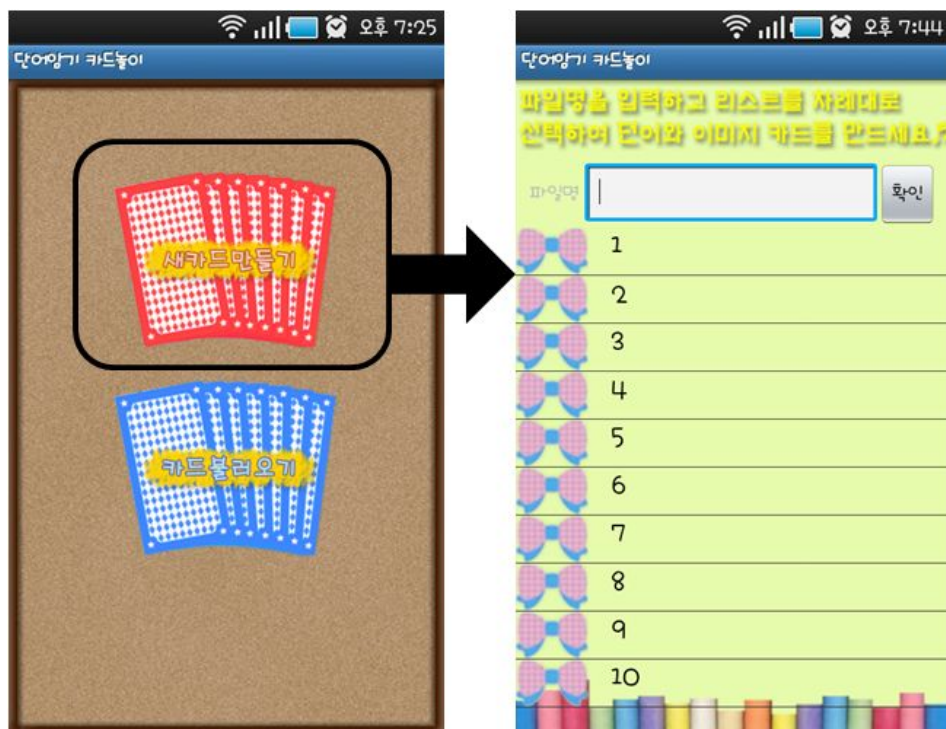 오후 7:25
단어암기 카드놀이
새카드만들기
카드불러오기
오후 7:44
단어암기 카드놀이
파일명을 입력하고 리스트를 차례대로
선택하여 단어와 이미지 카드를 만드세요.
파일명
확인
1
2
3
4
5
6
7
8
9
10